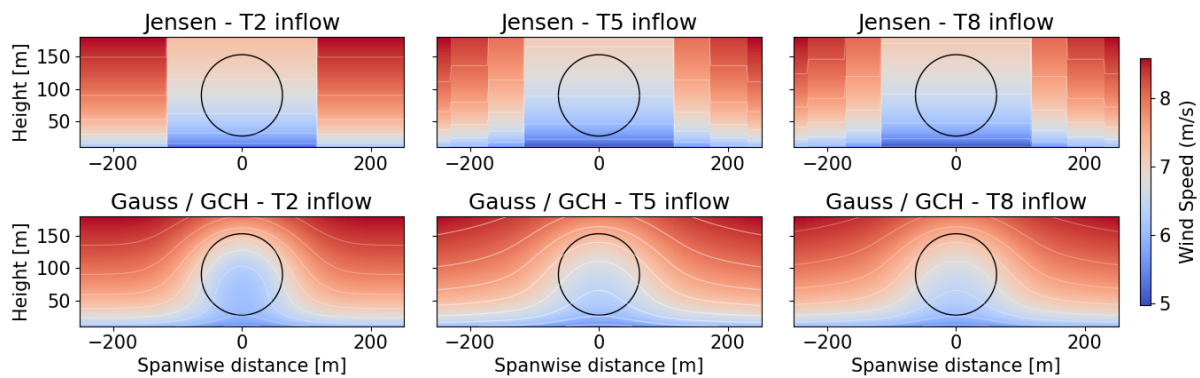 Jensen - T2 inflow
Jensen - T5 inflow
Jensen - T8 inflow
Height [m]
150
100
50
−200
0
200
−200
0
200
−200
0
200
Gauss / GCH - T2 inflow
Gauss / GCH - T5 inflow
Gauss / GCH - T8 inflow
Height [m]
150
100
50
−200
0
200
−200
0
200
−200
0
200
Spanwise distance [m]
Spanwise distance [m]
Spanwise distance [m]
8
7
6
5
Wind Speed (m/s)